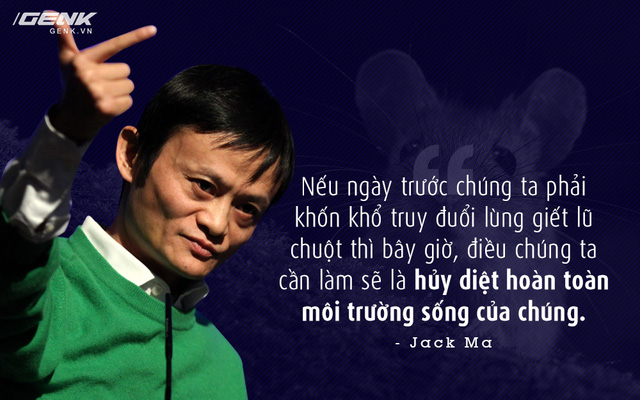 GENK
GENK.VN
Nếu ngày trước chúng ta phải
khốn khổ truy đuổi lùng giết lũ
chuột thì bây giờ, điều chúng ta
cần làm sẽ là hủy diệt hoàn toàn
môi trường sống của chúng.
- Jack Ma